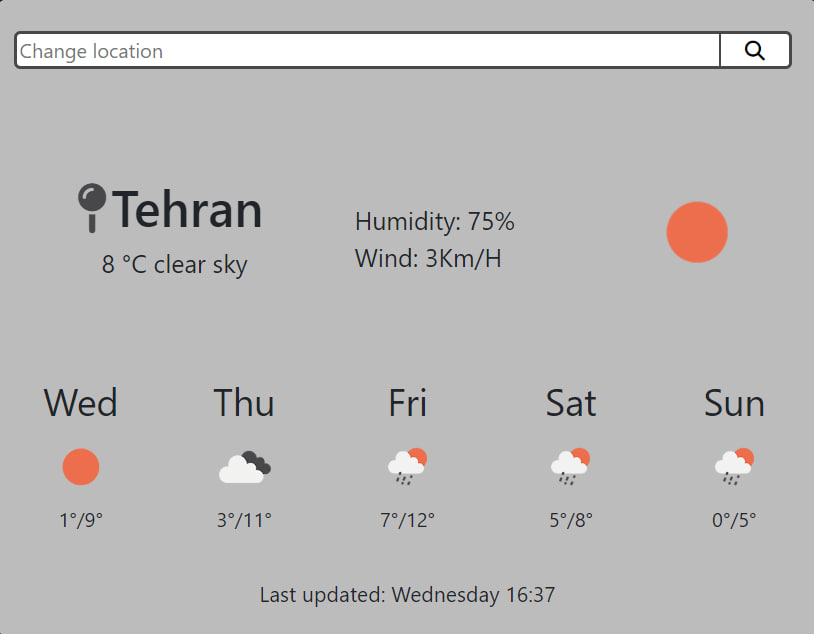 Change location
Tehran
8 °C clear sky
Humidity: 75%
Wind: 3Km/H
Wed Thu Fri Sat Sun
1°/9° 3°/11° 7°/12° 5°/8° 0°/5°
Last updated: Wednesday 16:37